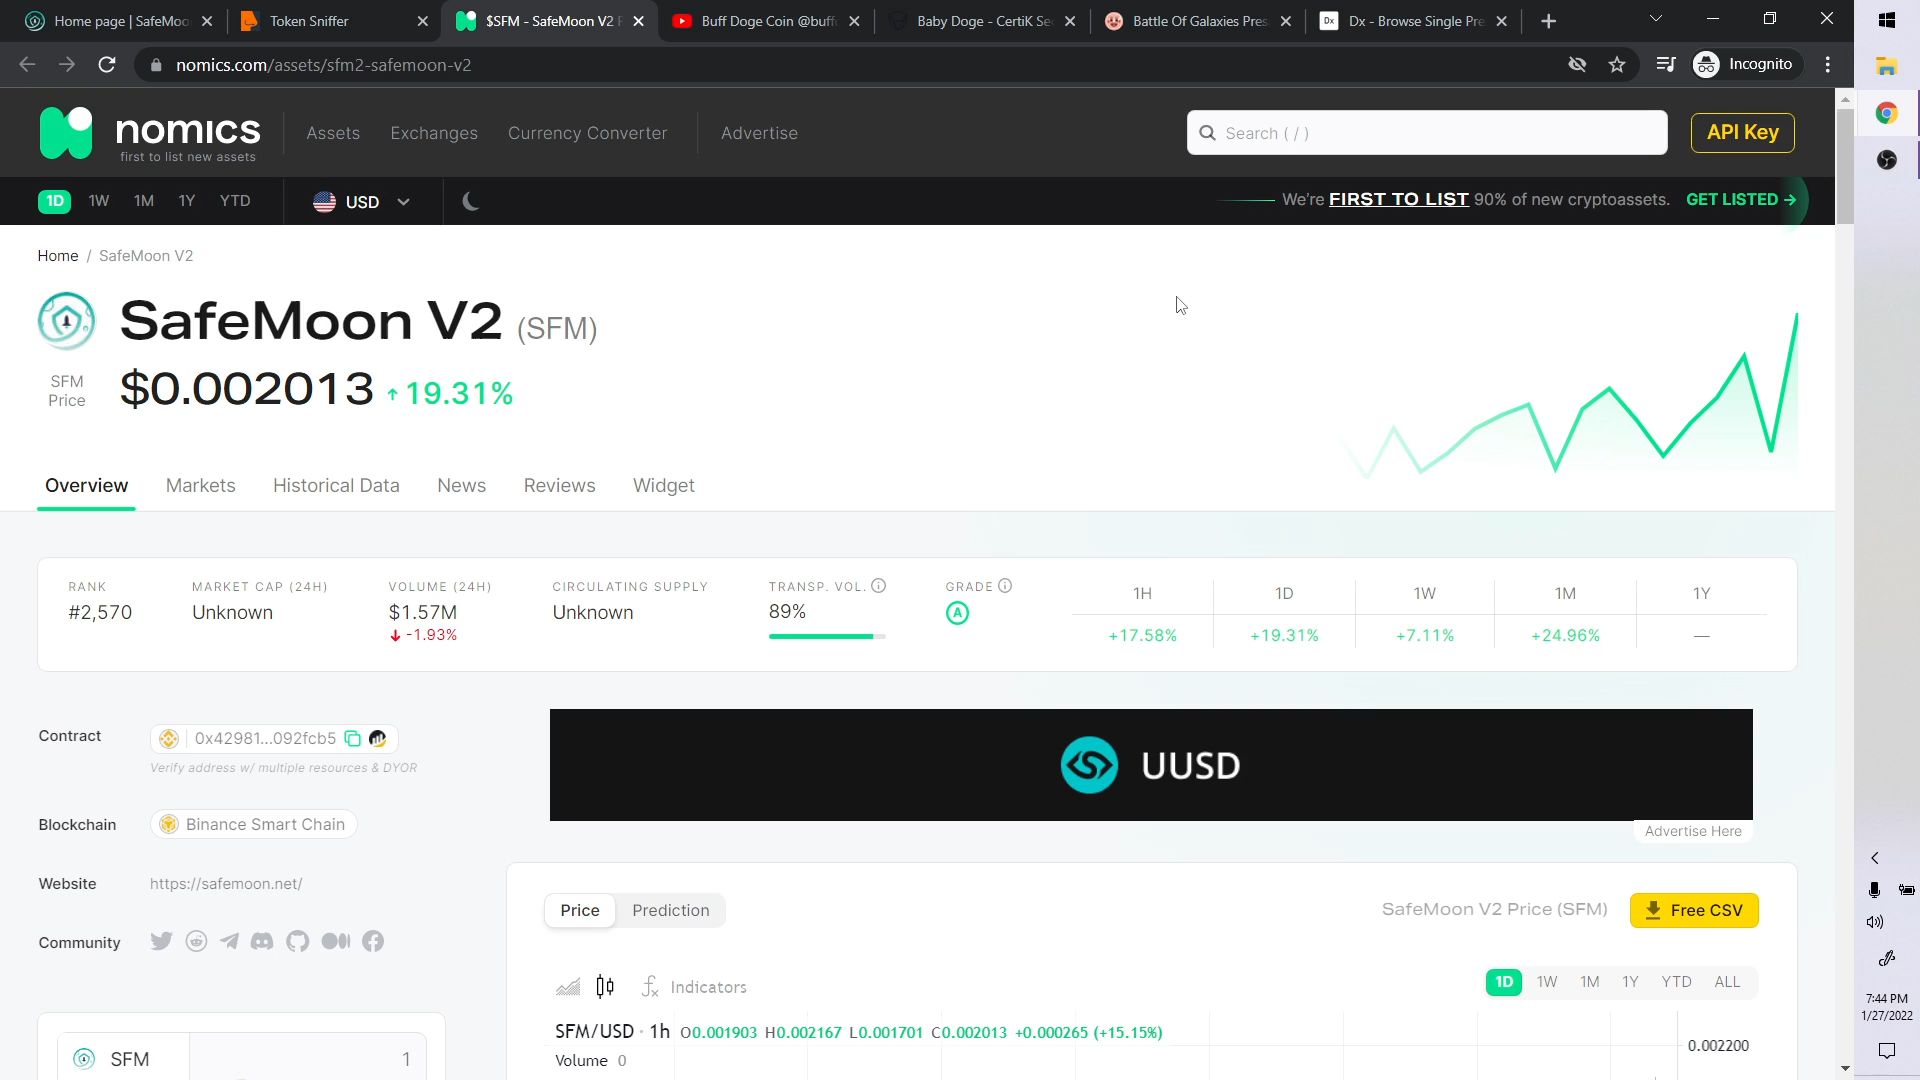 Home page | SafeMoo
Token Sniffer
$SFM - SafeMoon V2 P
Buff Doge Coin @buff
Baby Doge - CertiK Se
Battle Of Galaxies Pres
Dx - Browse Single Pre
nomics.com/assets/sfm2-safemoon-v2
Incognito
nomics
first to list new assets
Assets
Exchanges
Currency Converter
Advertise
Search ( / )
API Key
1D 1W 1M 1Y YTD
USD
We're FIRST TO LIST 90% of new cryptoassets. GET LISTED →
Home / SafeMoon V2
SafeMoon V2 (SFM)
SFM Price
$0.002013 ↑ 19.31%
Overview
Markets
Historical Data
News
Reviews
Widget
RANK
#2,570
MARKET CAP (24H)
Unknown
VOLUME (24H)
$1.57M
↓ -1.93%
CIRCULATING SUPPLY
Unknown
TRANSP. VOL.
89%
GRADE
A
1H 1D 1W 1M 1Y
+17.58% +19.31% +7.11% +24.96% —
Contract
0x42981...092fcb5
Verify address w/ multiple resources & DYOR
UUSD
Advertise Here
Blockchain
Binance Smart Chain
Website
https://safemoon.net/
Community
Price
Prediction
SafeMoon V2 Price (SFM)
Free CSV
Indicators
1D 1W 1M 1Y YTD ALL
SFM/USD · 1h O0.001903 H0.002167 L0.001701 C0.002013 +0.000265 (+15.15%)
Volume 0
0.002200
SFM
1
7:44 PM
1/27/2022